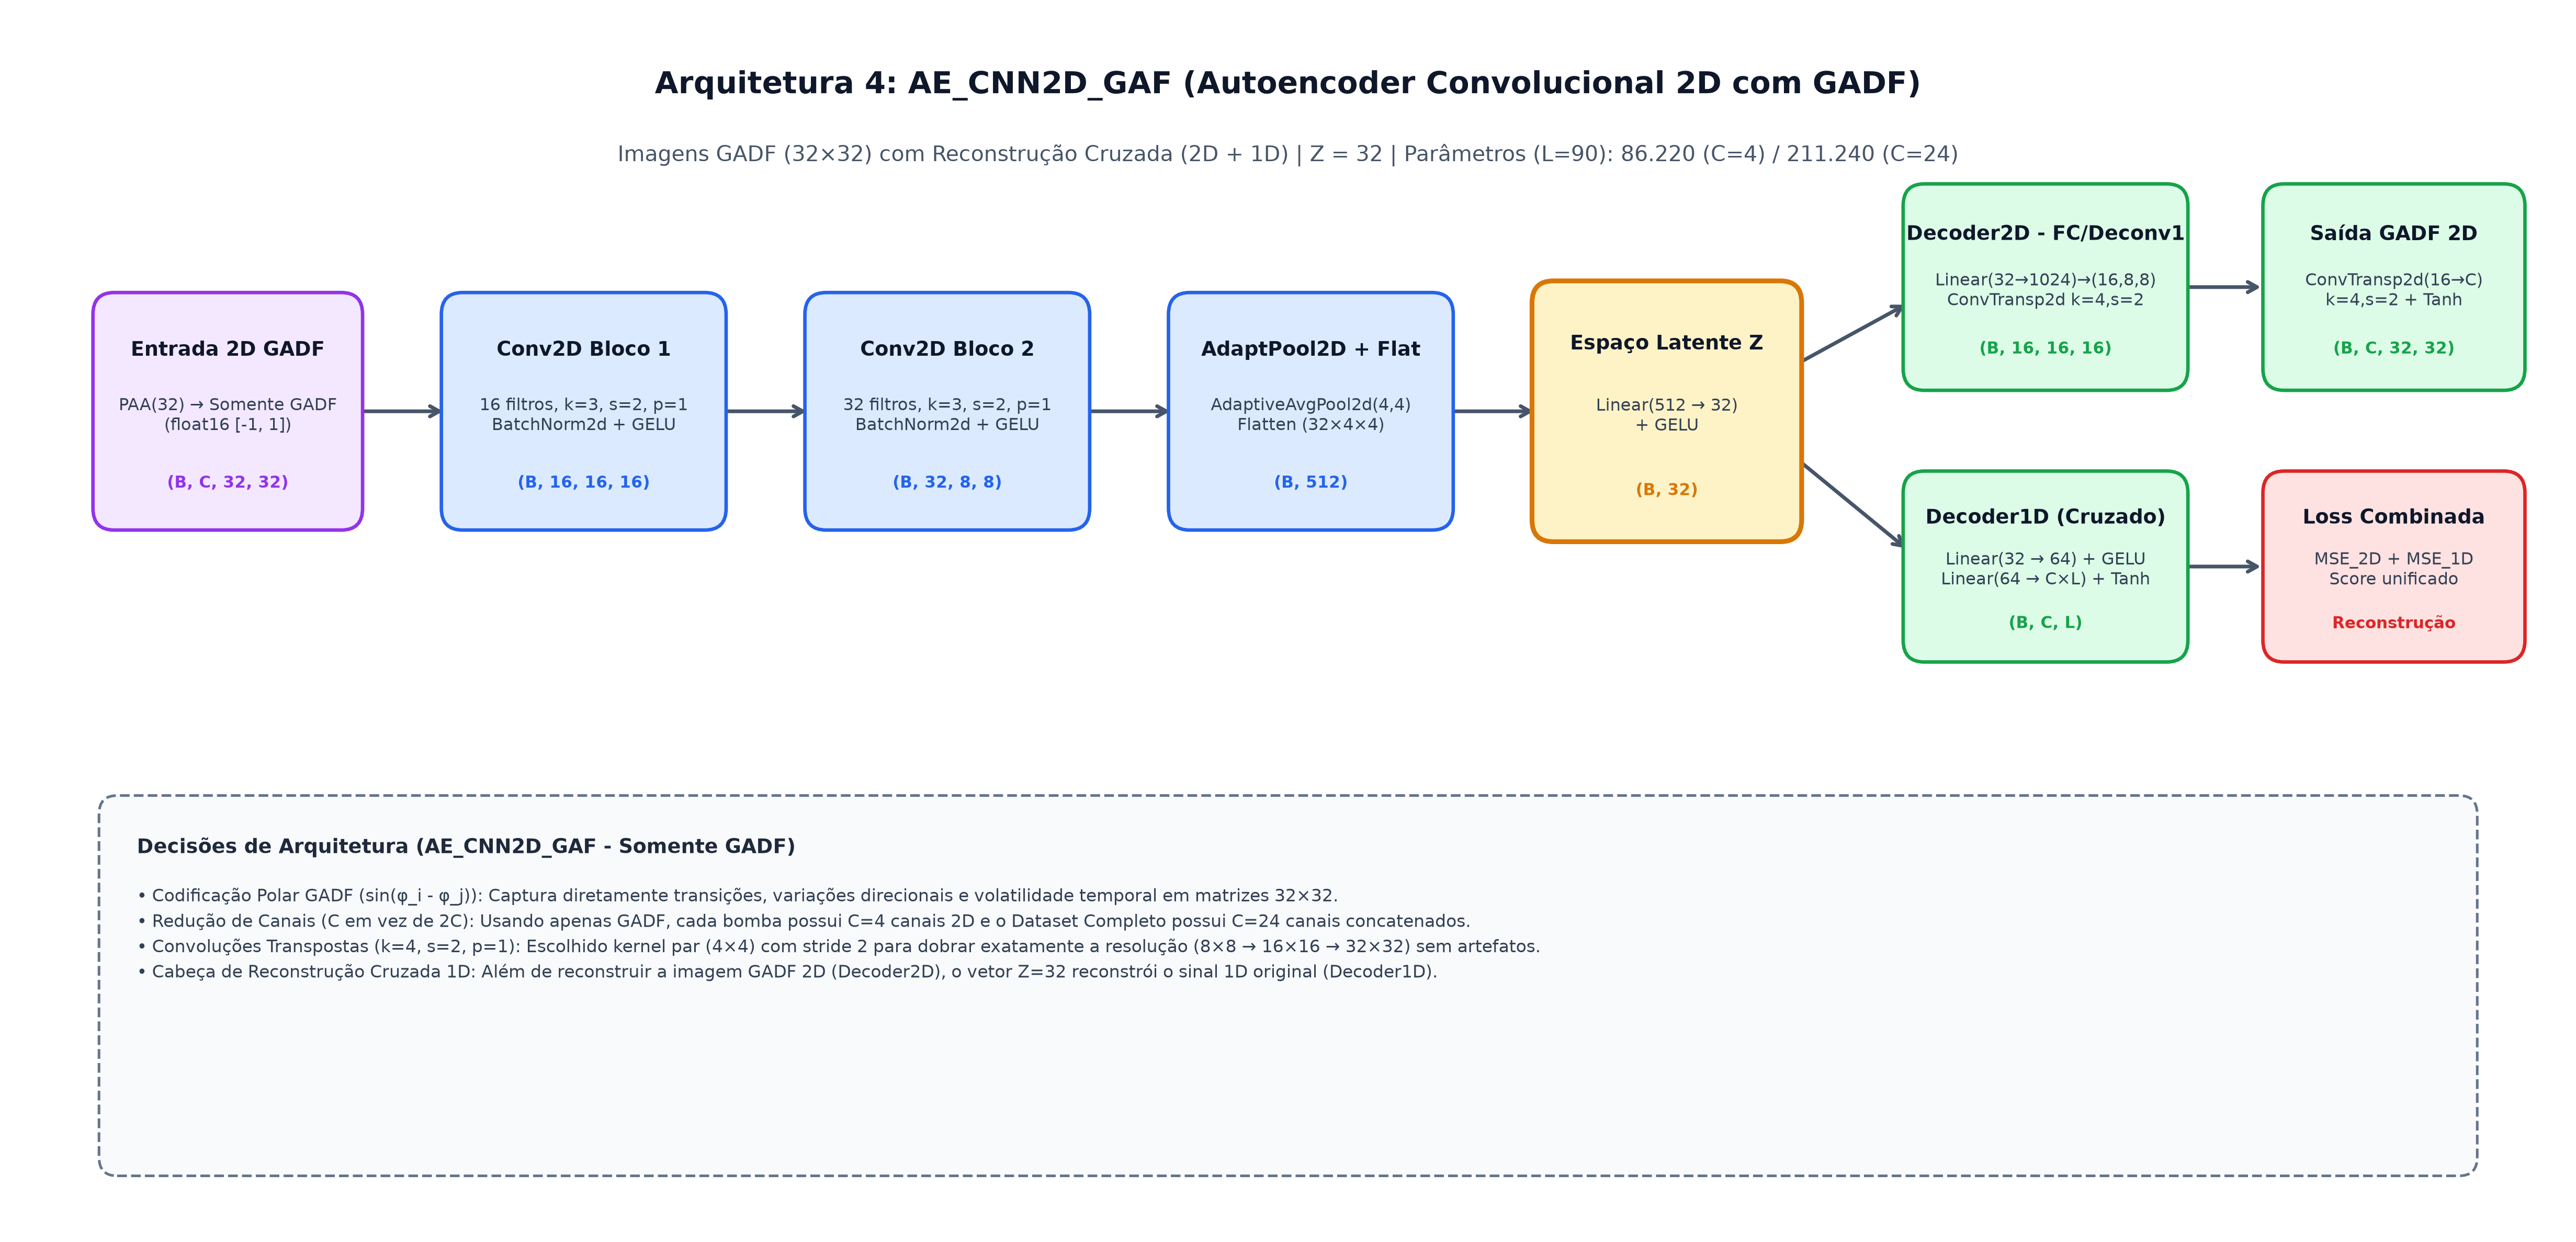 Arquitetura 4: AE_CNN2D_GAF (Autoencoder Convolucional 2D com GADF)
Imagens GADF (32×32) com Reconstrução Cruzada (2D + 1D) | Z = 32 | Parâmetros (L=90): 86.220 (C=4) / 211.240 (C=24)
Entrada 2D GADF
PAA(32) → Somente GADF
(float16 [-1, 1])
(B, C, 32, 32)
Conv2D Bloco 1
16 filtros, k=3, s=2, p=1
BatchNorm2d + GELU
(B, 16, 16, 16)
Conv2D Bloco 2
32 filtros, k=3, s=2, p=1
BatchNorm2d + GELU
(B, 32, 8, 8)
AdaptPool2D + Flat
AdaptiveAvgPool2d(4,4)
Flatten (32×4×4)
(B, 512)
Espaço Latente Z
Linear(512 → 32)
+ GELU
(B, 32)
Decoder2D - FC/Deconv1
Linear(32→1024)→(16,8,8)
ConvTransp2d k=4,s=2
(B, 16, 16, 16)
Saída GADF 2D
ConvTransp2d(16→C)
k=4,s=2 + Tanh
(B, C, 32, 32)
Decoder1D (Cruzado)
Linear(32 → 64) + GELU
Linear(64 → C×L) + Tanh
(B, C, L)
Loss Combinada
MSE_2D + MSE_1D
Score unificado
Reconstrução
Decisões de Arquitetura (AE_CNN2D_GAF - Somente GADF)
• Codificação Polar GADF (sin(φ_i - φ_j)): Captura diretamente transições, variações direcionais e volatilidade temporal em matrizes 32×32.
• Redução de Canais (C em vez de 2C): Usando apenas GADF, cada bomba possui C=4 canais 2D e o Dataset Completo possui C=24 canais concatenados.
• Convoluções Transpostas (k=4, s=2, p=1): Escolhido kernel par (4×4) com stride 2 para dobrar exatamente a resolução (8×8 → 16×16 → 32×32) sem artefatos.
• Cabeça de Reconstrução Cruzada 1D: Além de reconstruir a imagem GADF 2D (Decoder2D), o vetor Z=32 reconstrói o sinal 1D original (Decoder1D).